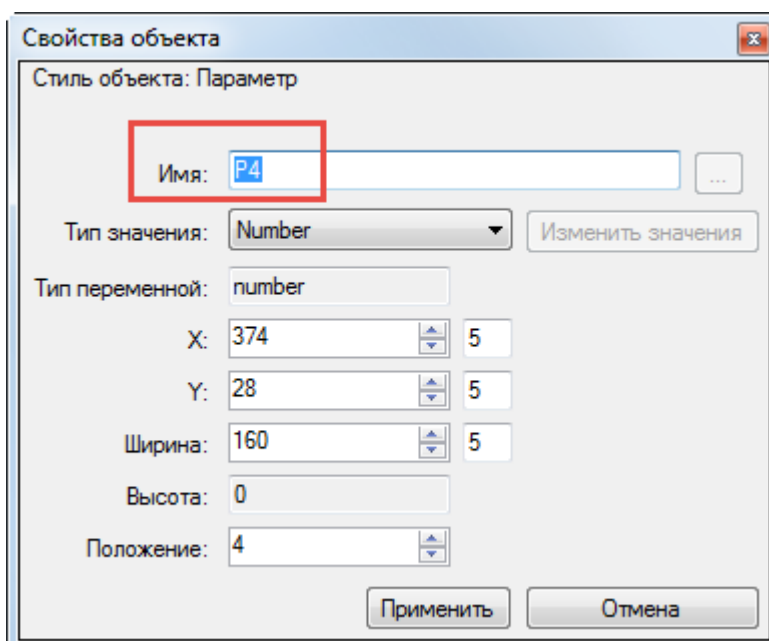 Свойства объекта
Стиль объекта: Параметр
Имя: P4 ...
Тип значения: Number Изменить значения
Тип переменной: number
X: 374 5
Y: 28 5
Ширина: 160 5
Высота: 0
Положение: 4
Применить Отмена